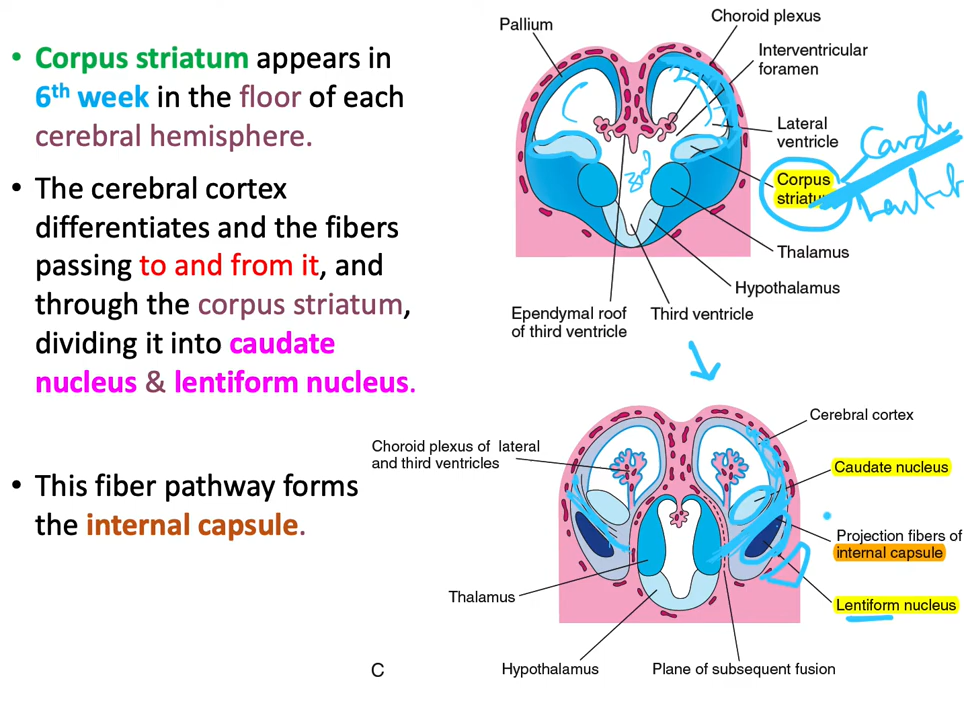 • Corpus striatum appears in
6th week in the floor of each
cerebral hemisphere.
• The cerebral cortex
differentiates and the fibers
passing to and from it, and
through the corpus striatum,
dividing it into caudate
nucleus & lentiform nucleus.
• This fiber pathway forms
the internal capsule.
Pallium
Choroid plexus
Interventricular
foramen
Lateral
ventricle
Corpus
striatum
3rd
Thalamus
Hypothalamus
Ependymal roof
of third ventricle
Third ventricle
Cerebral cortex
Choroid plexus of lateral
and third ventricles
Caudate nucleus
Projection fibers of
internal capsule
Thalamus
Lentiform nucleus
Hypothalamus
Plane of subsequent fusion
C